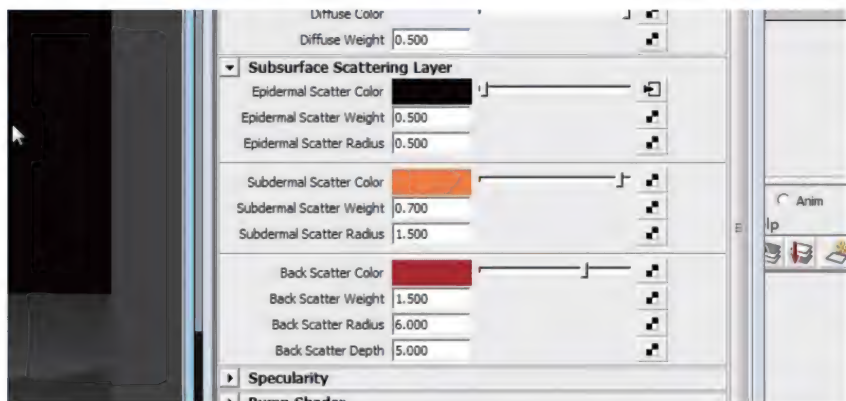 Diffuse Color
Diffuse Weight 0.500
Subsurface Scattering Layer
Epidermal Scatter Color
Epidermal Scatter Weight 0.500
Epidermal Scatter Radius 0.500
Subdermal Scatter Color
Subdermal Scatter Weight 0.700
Subdermal Scatter Radius 1.500
Back Scatter Color
Back Scatter Weight 1.500
Back Scatter Radius 6.000
Back Scatter Depth 5.000
Specularity
Bump Shader
Anim
lp